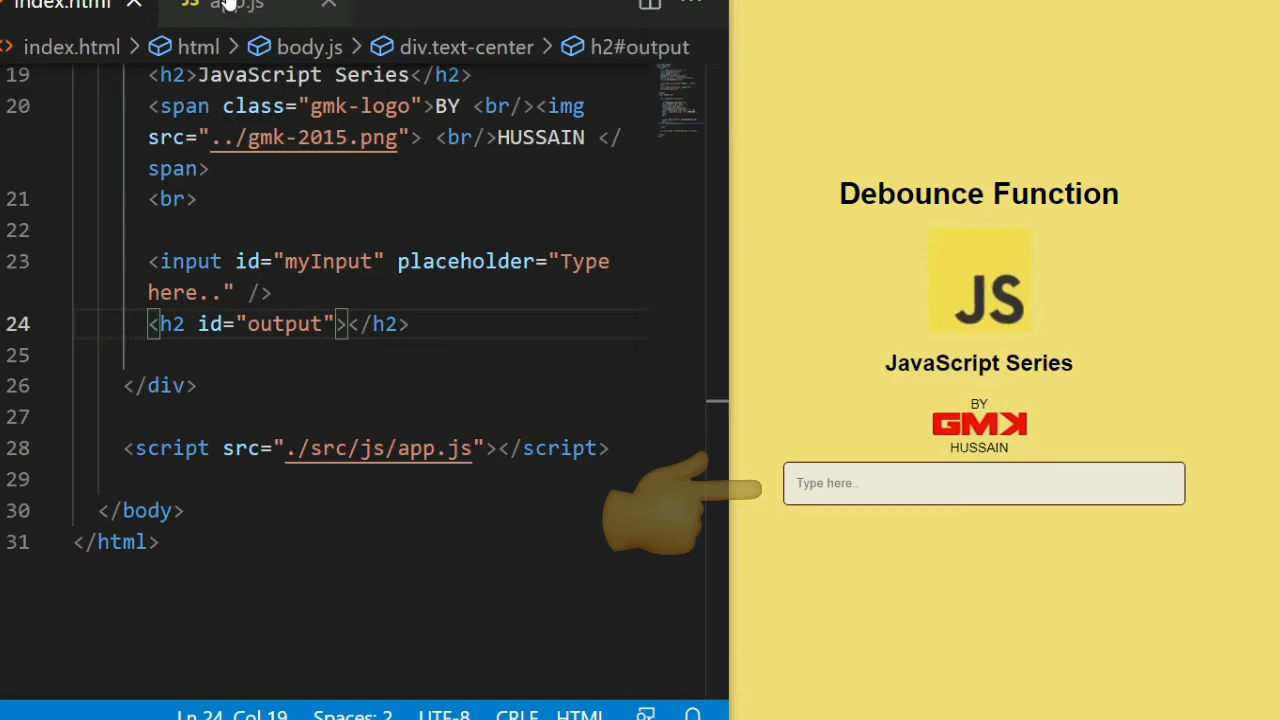 index.html
JS app.js
index.html > html > body.js > div.text-center > h2#output
19 <h2>JavaScript Series</h2>
20 <span class="gmk-logo">BY <br/><img
src="../gmk-2015.png"> <br/>HUSSAIN </
span>
21 <br>
22
23 <input id="myInput" placeholder="Type
here.." />
24 <h2 id="output"></h2>
25
26 </div>
27
28 <script src="./src/js/app.js"></script>
29
30 </body>
31 </html>
Ln 24, Col 19 Spaces: 2 UTF-8 CRLF HTML
Debounce Function
JS
JavaScript Series
BY
GMK
HUSSAIN
Type here..